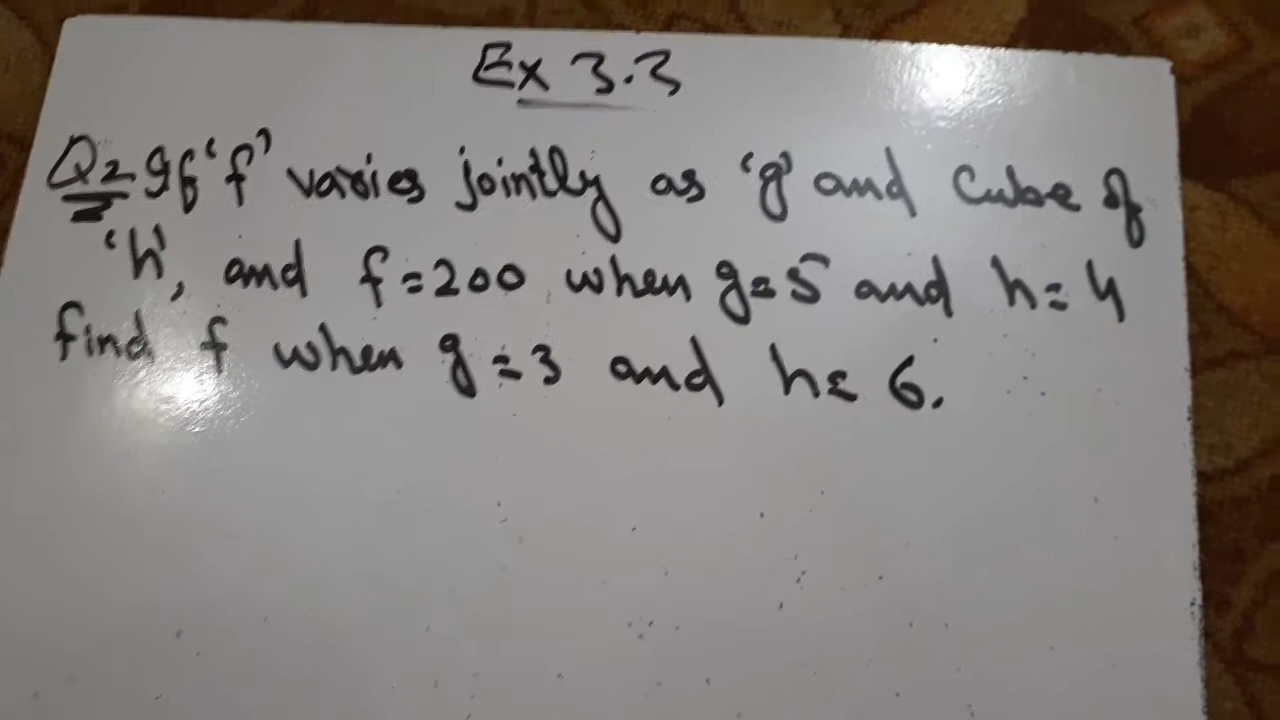 Ex 3.3
Q2 If 'f' varies jointly as 'g' and Cube of
'h', and f=200 when g=5 and h=4
find f when g=3 and h= 6.